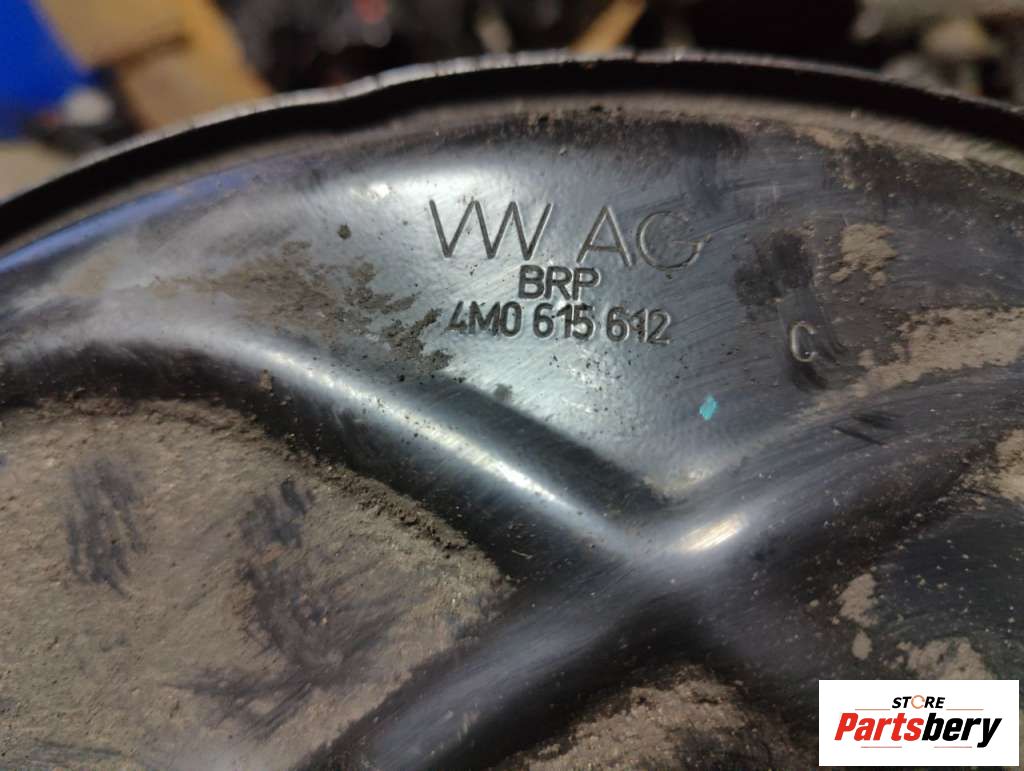 VW AG
BRP
4M0 615 612
C
STORE
Partsbery